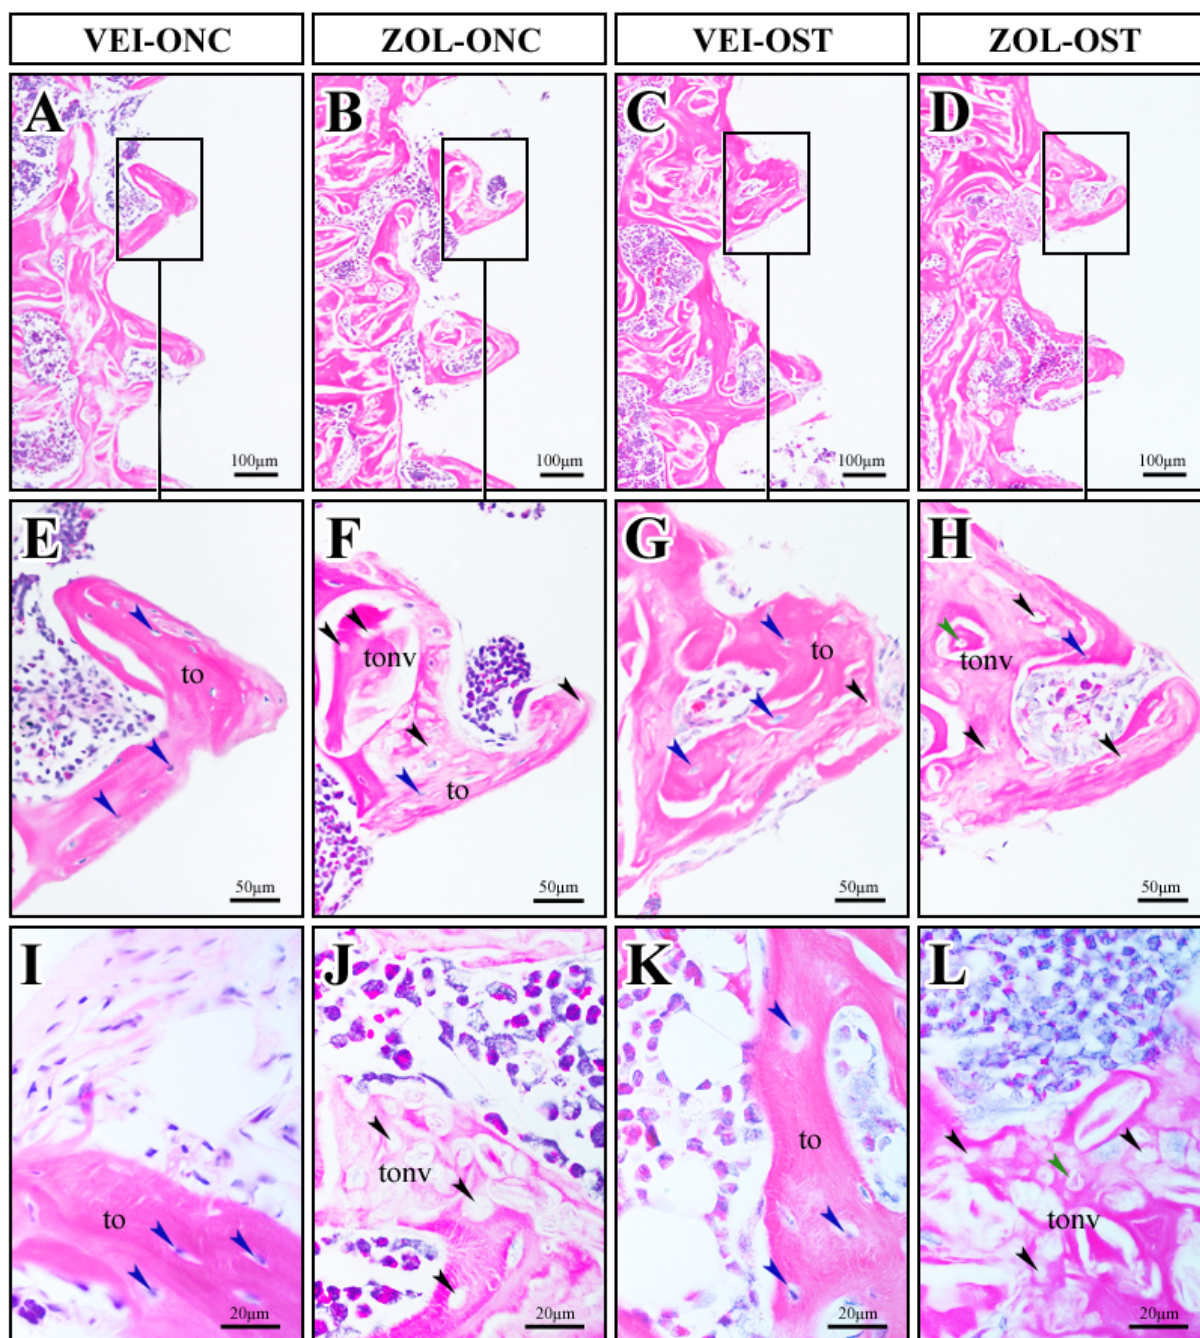 VEI-ONC ZOL-ONC VEI-OST ZOL-OST
A B C D
100μm 100μm 100μm 100μm
E F G H
to tonv to to tonv
50μm 50μm 50μm 50μm
I J K L
to tonv to tonv
20μm 20μm 20μm 20μm